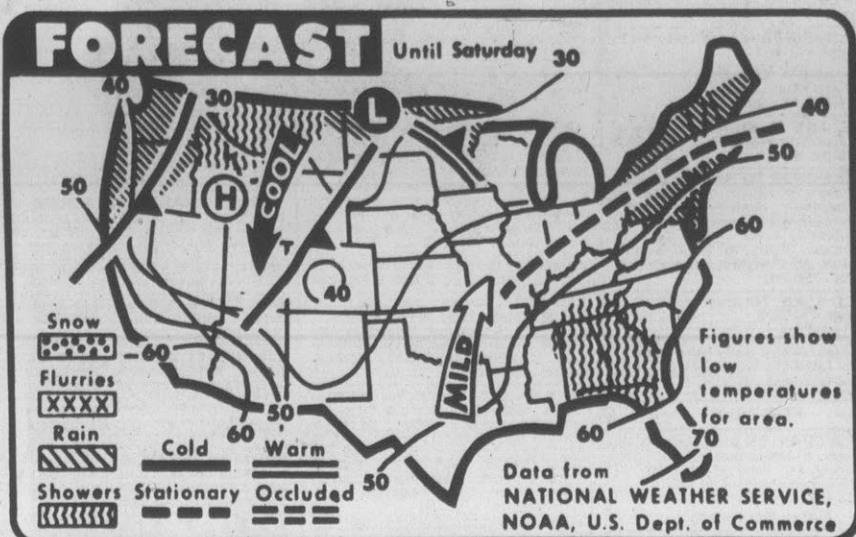 FORECAST
Until Saturday
30
40
30
L
40
50
COOL
H
50
60
40
MILD
Snow
60
Flurries
XXXX
Rain
60
50
Cold
Warm
50
60
70
Showers
Stationary
Occluded
Figures show
low
temperatures
for area.
Data from
NATIONAL WEATHER SERVICE,
NOAA, U.S. Dept. of Commerce